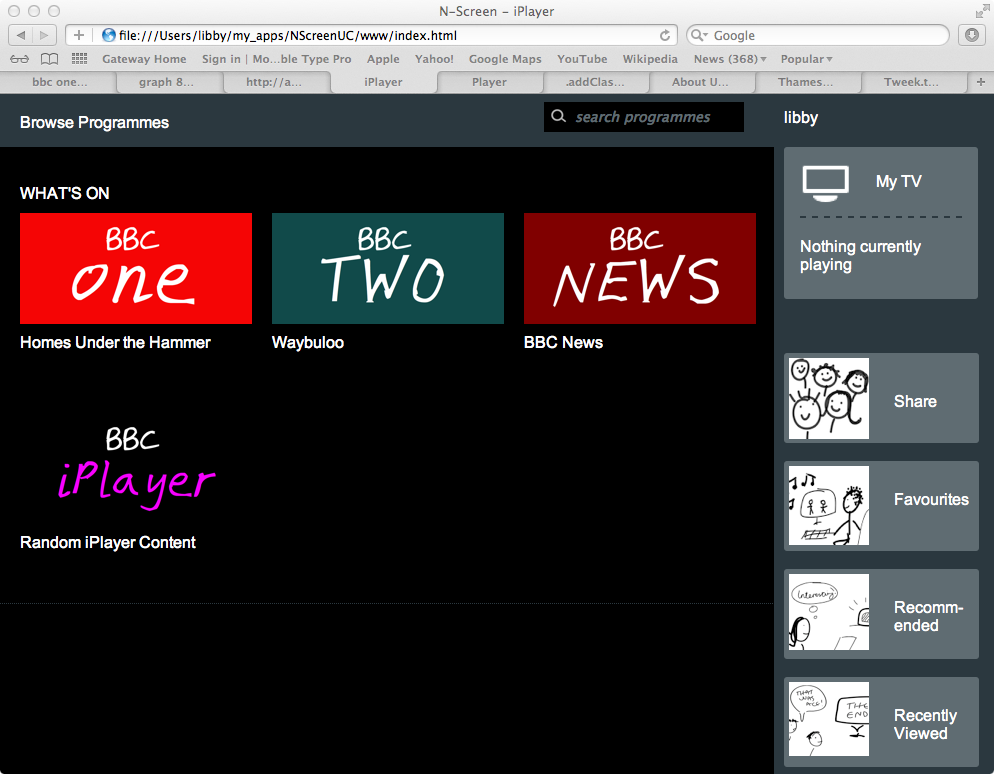 N-Screen – iPlayer
file:///Users/libby/my_apps/NScreenUC/www/index.html
Google
Gateway Home Sign in | Mo...ble Type Pro Apple Yahoo! Google Maps YouTube Wikipedia News (368) Popular
bbc one... graph 8... http://a... iPlayer Player .addClas... About U... Thames... Tweek.t...
Browse Programmes
search programmes
libby
WHAT'S ON
BBC
one
Homes Under the Hammer
BBC
TWO
Waybuloo
BBC
NEWS
BBC News
BBC
iPlayer
Random iPlayer Content
My TV
Nothing currently
playing
Share
Favourites
Interesting
Recomm-
ended
THAT
WAS
ACE!
THE
END
Recently
Viewed